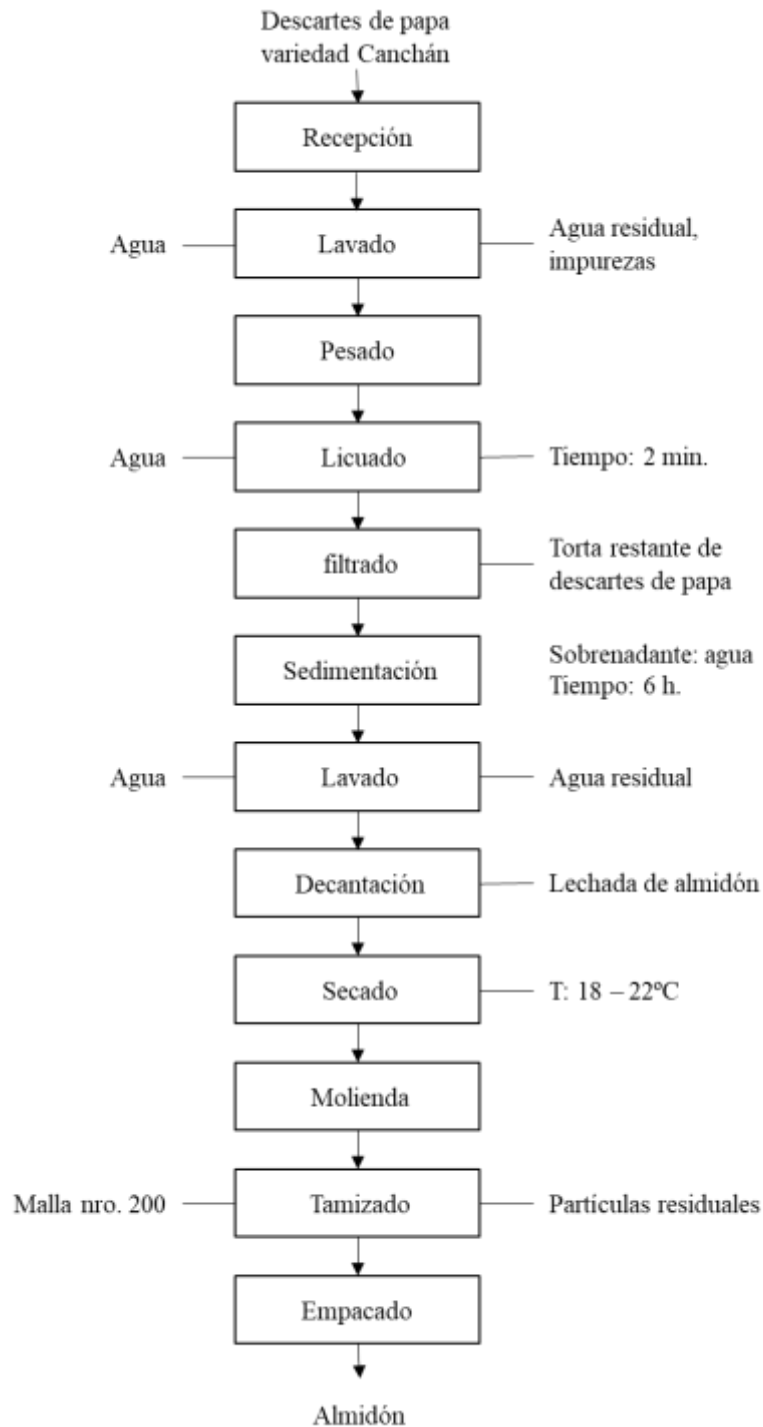 Descartes de papa
variedad Canchán
Recepción
Agua
Lavado
Agua residual,
impurezas
Pesado
Agua
Licuado
Tiempo: 2 min.
filtrado
Torta restante de
descartes de papa
Sedimentación
Sobrenadante: agua
Tiempo: 6 h.
Agua
Lavado
Agua residual
Decantación
Lechada de almidón
Secado
T: 18 – 22ºC
Molienda
Malla nro. 200
Tamizado
Partículas residuales
Empacado
Almidón